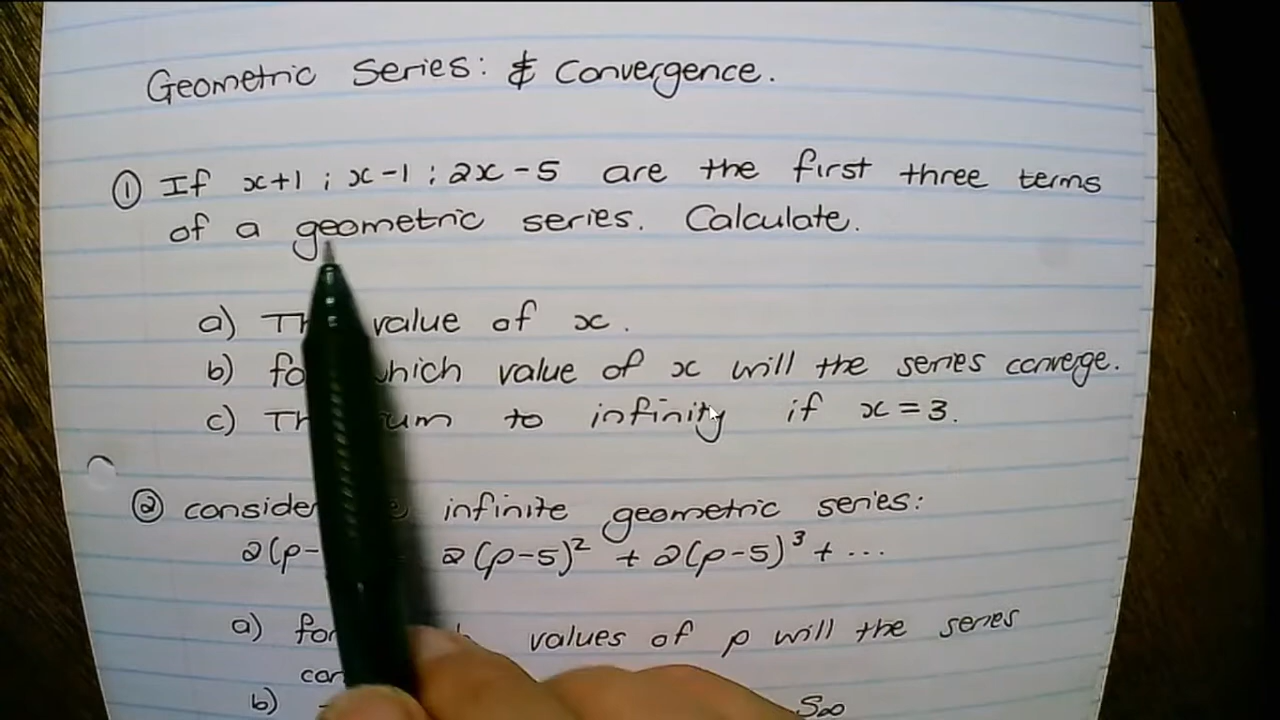 Geometric Series: & Convergence.
① If x+1 ; x-1 ; 2x-5 are the first three terms
of a geometric series. Calculate.
a) value of x.
b) which value of x will the series converge.
c) to infinity if x = 3.
② infinite geometric series:
2(p-5)² + 2(p-5)³ + ...
a) values of p will the series
b) S∞